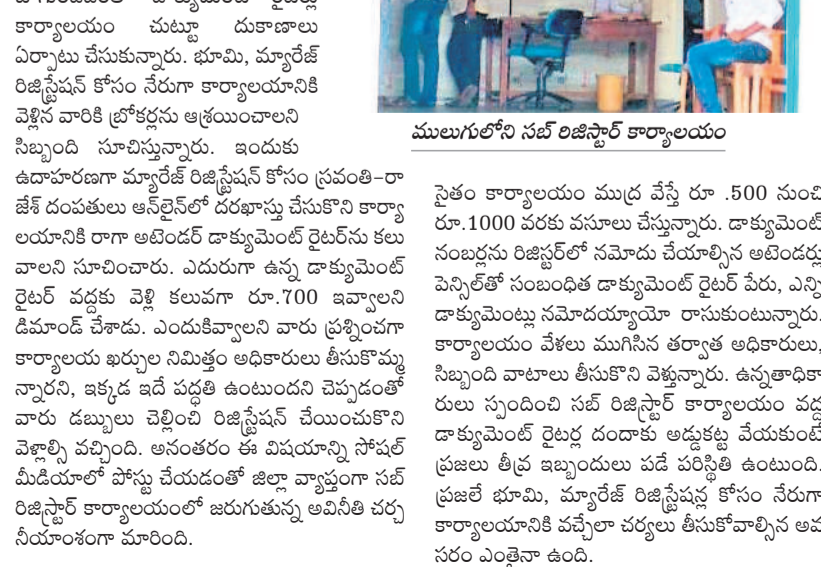 కార్యాలయం చుట్టూ దుకాణాలు
ఏర్పాటు చేసుకున్నారు. భూమి, మ్యారేజ్
రిజిస్ట్రేషన్ కోసం నేరుగా కార్యాలయానికి
వెళ్లిన వారికి బ్రోకర్లను ఆశ్రయించాలని
సిబ్బంది సూచిస్తున్నారు. ఇందుకు
ఉదాహరణగా మ్యారేజ్ రిజిస్ట్రేషన్ కోసం స్రవంతి–రా
జేశ్ దంపతులు ఆన్‌లైన్‌లో దరఖాస్తు చేసుకొని కార్యా
లయానికి రాగా అటెండర్ డాక్యుమెంట్ రైటర్‌ను కలు
వాలని సూచించారు. ఎదురుగా ఉన్న డాక్యుమెంట్
రైటర్ వద్దకు వెళ్లి కలువగా రూ.700 ఇవ్వాలని
డిమాండ్ చేశాడు. ఎందుకివ్వాలని వారు ప్రశ్నించగా
కార్యాలయ ఖర్చుల నిమిత్తం అధికారులు తీసుకొమ్మ
న్నారని, ఇక్కడ ఇదే పద్ధతి ఉంటుందని చెప్పడంతో
వారు డబ్బులు చెల్లించి రిజిస్ట్రేషన్ చేయించుకొని
వెళ్లాల్సి వచ్చింది. అనంతరం ఈ విషయాన్ని సోషల్
మీడియాలో పోస్టు చేయడంతో జిల్లా వ్యాప్తంగా సబ్
రిజిస్ట్రార్ కార్యాలయంలో జరుగుతున్న అవినీతి చర్చ
నీయాంశంగా మారింది.
ములుగులోని సబ్ రిజిస్ట్రార్ కార్యాలయం
సైతం కార్యాలయం ముద్ర వేస్తే రూ .500 నుంచి
రూ.1000 వరకు వసూలు చేస్తున్నారు. డాక్యుమెంట్
నంబర్లను రిజిస్టర్‌లో నమోదు చేయాల్సిన అటెండర్లు
పెన్సిల్‌తో సంబంధిత డాక్యుమెంట్ రైటర్ పేరు, ఎన్ని
డాక్యుమెంట్లు నమోదయ్యాయో రాసుకుంటున్నారు.
కార్యాలయం వేళలు ముగిసిన తర్వాత అధికారులు,
సిబ్బంది వాటాలు తీసుకొని వెళ్తున్నారు. ఉన్నతాధికా
రులు స్పందించి సబ్ రిజిస్ట్రార్ కార్యాలయం వద్ద
డాక్యుమెంట్ రైటర్ల దందాకు అడ్డుకట్ట వేయకుంటే
ప్రజలు తీవ్ర ఇబ్బందులు పడే పరిస్థితి ఉంటుంది.
ప్రజలే భూమి, మ్యారేజ్ రిజిస్ట్రేషన్ల కోసం నేరుగా
కార్యాలయానికి వచ్చేలా చర్యలు తీసుకోవాల్సిన అవ
సరం ఎంతైనా ఉంది.